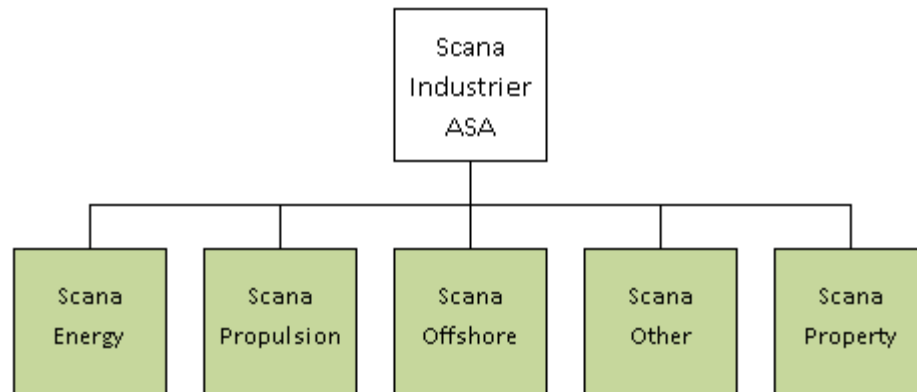 Scana
Industrier
ASA
Scana
Energy
Scana
Propulsion
Scana
Offshore
Scana
Other
Scana
Property